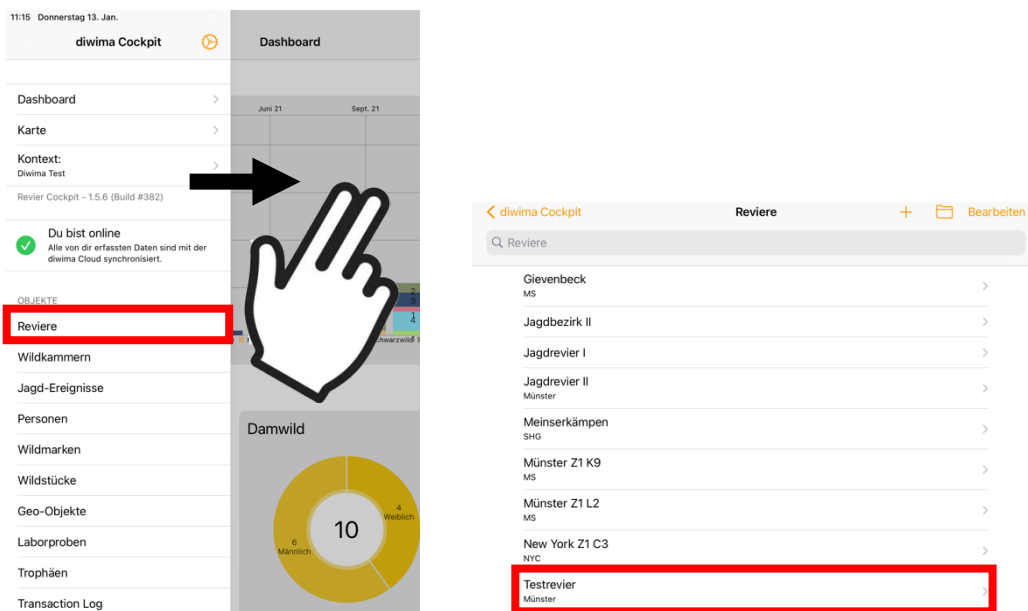 11:15 Donnerstag 13. Jan.
diwima Cockpit
Dashboard
Karte
Kontext:
Diwima Test
Revier Cockpit - 1.5.6 (Build #382)
Du bist online
Alle von dir erfassten Daten sind mit der
diwima Cloud synchronisiert.
OBJEKTE
Reviere
Wildkammern
Jagd-Ereignisse
Personen
Wildmarken
Wildstücke
Geo-Objekte
Laborproben
Trophäen
Transaction Log
Dashboard
Juni 21 Sept. 21
2
3
1
4
Damwild
4
Weiblich
10
6
Männlich
diwima Cockpit Reviere Bearbeiten
Reviere
Gievenbeck
MS
Jagdbezirk II
Jagdrevier I
Jagdrevier II
Münster
Meinserkämpen
SHG
Münster Z1 K9
MS
Münster Z1 L2
MS
New York Z1 C3
NYC
Testrevier
Münster